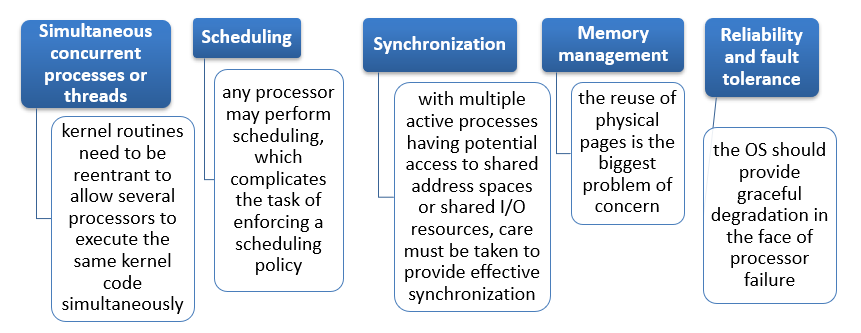 Simultaneous
concurrent
processes or
threads
kernel routines
need to be
reentrant to
allow several
processors to
execute the
same kernel
code
simultaneously
Scheduling
any processor
may perform
scheduling,
which
complicates
the task of
enforcing a
scheduling
policy
Synchronization
with multiple
active processes
having potential
access to shared
address spaces
or shared I/O
resources, care
must be taken to
provide effective
synchronization
Memory
management
the reuse of
physical
pages is the
biggest
problem of
concern
Reliability
and fault
tolerance
the OS should
provide
graceful
degradation in
the face of
processor
failure